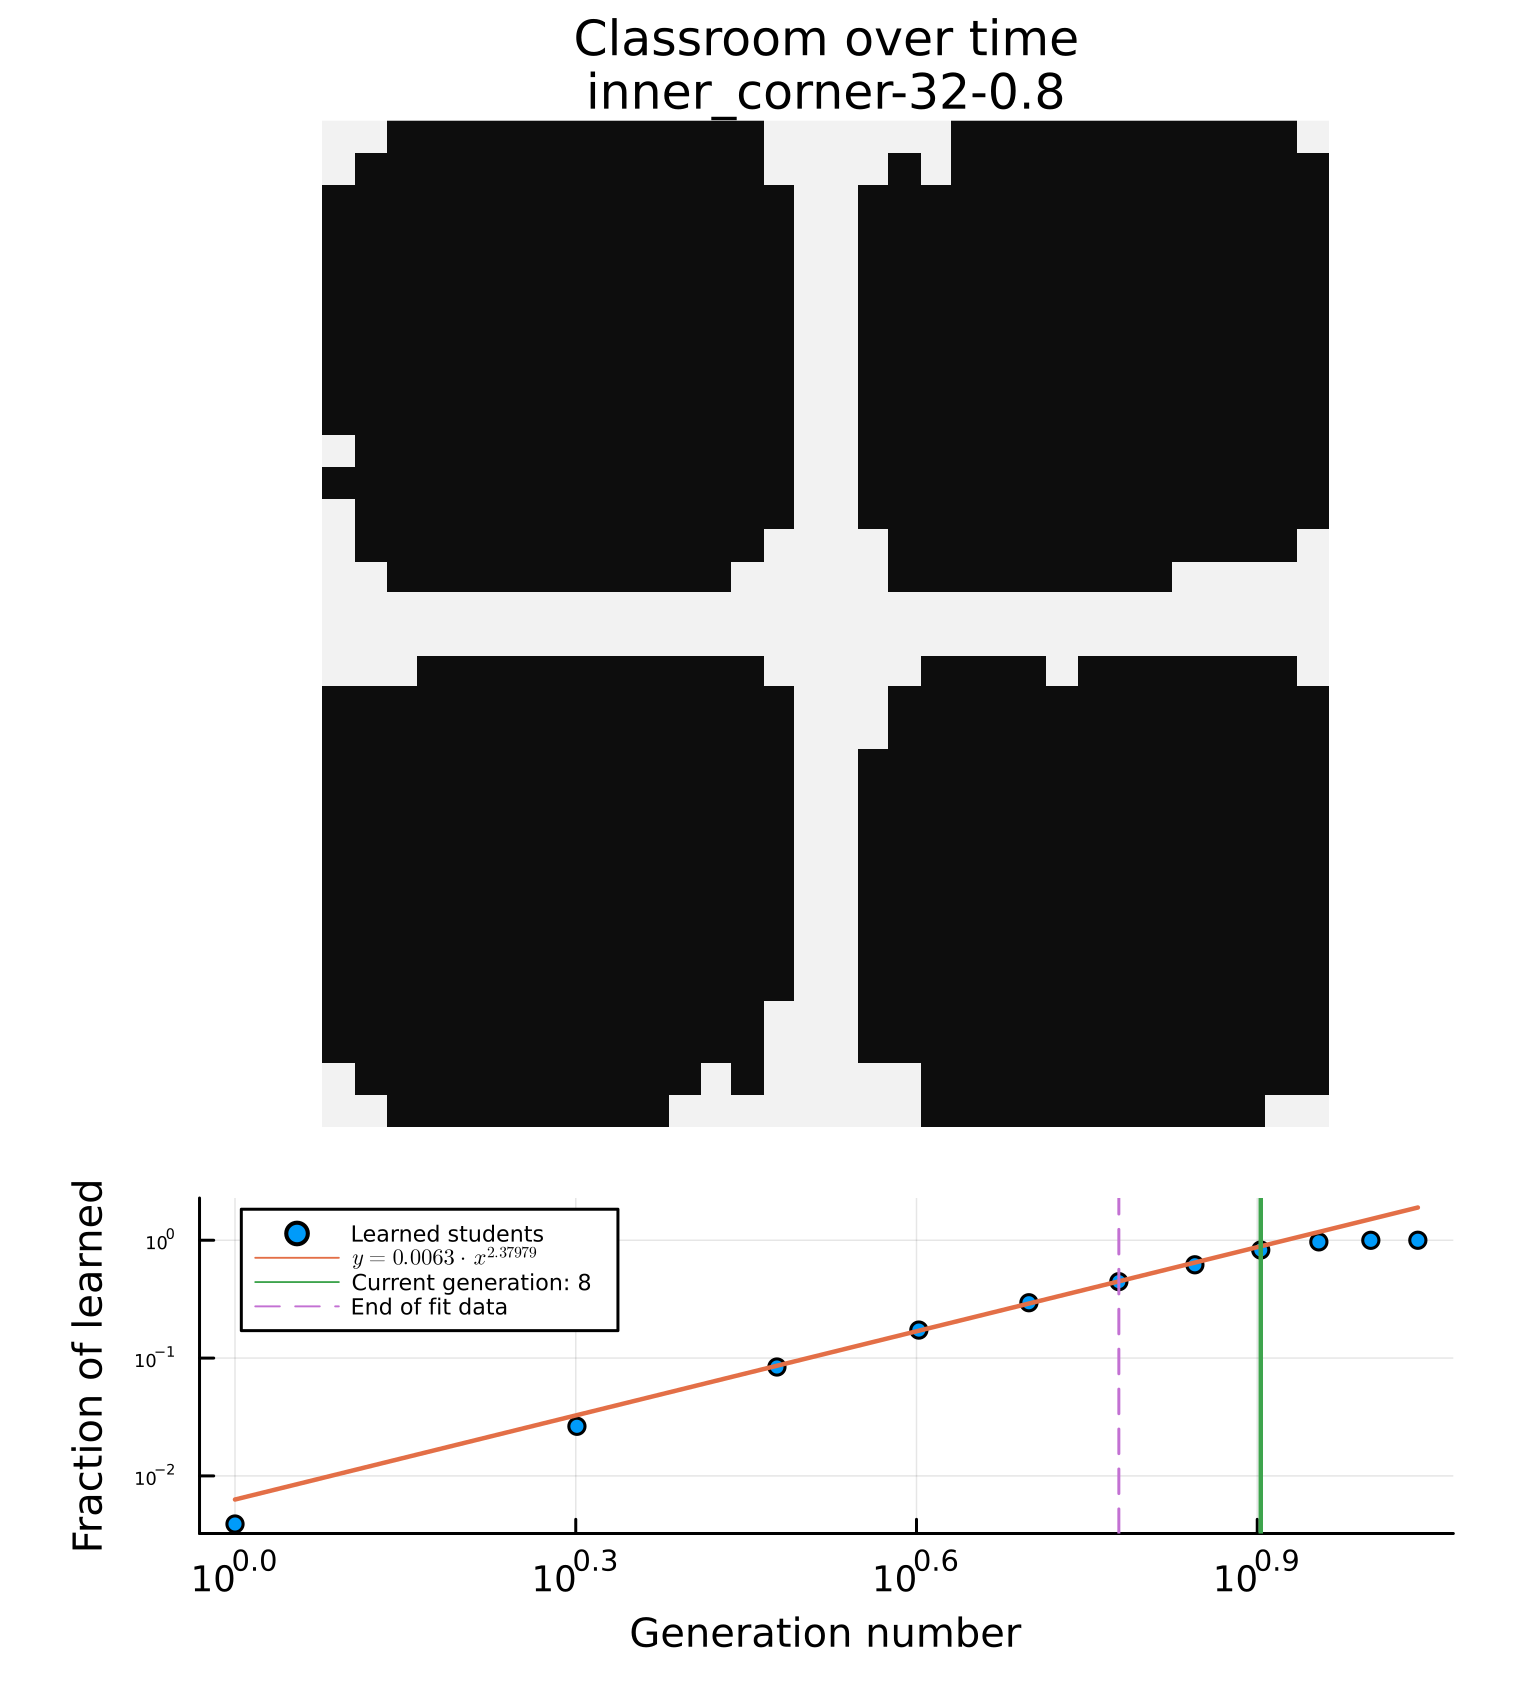 Classroom over time
inner_corner-32-0.8
Fraction of learned
10⁰
10⁻¹
10⁻²
Learned students
y = 0.0063 · x^2.37979
Current generation: 8
End of fit data
10^0.0 10^0.3 10^0.6 10^0.9
Generation number